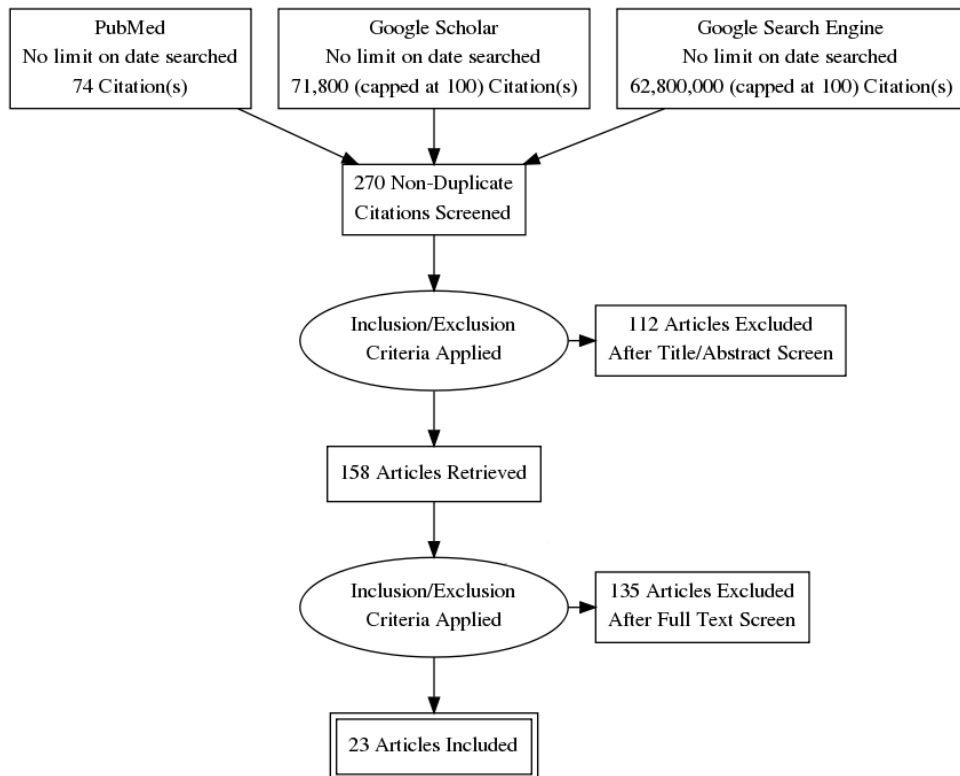 PubMed
No limit on date searched
74 Citation(s)
Google Scholar
No limit on date searched
71,800 (capped at 100) Citation(s)
Google Search Engine
No limit on date searched
62,800,000 (capped at 100) Citation(s)
270 Non-Duplicate
Citations Screened
Inclusion/Exclusion
Criteria Applied
112 Articles Excluded
After Title/Abstract Screen
158 Articles Retrieved
Inclusion/Exclusion
Criteria Applied
135 Articles Excluded
After Full Text Screen
23 Articles Included